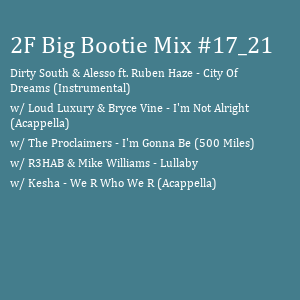 2F Big Bootie Mix #17_21
Dirty South & Alesso ft. Ruben Haze - City Of
Dreams (Instrumental)
w/ Loud Luxury & Bryce Vine - I'm Not Alright
(Acappella)
w/ The Proclaimers - I'm Gonna Be (500 Miles)
w/ R3HAB & Mike Williams - Lullaby
w/ Kesha - We R Who We R (Acappella)